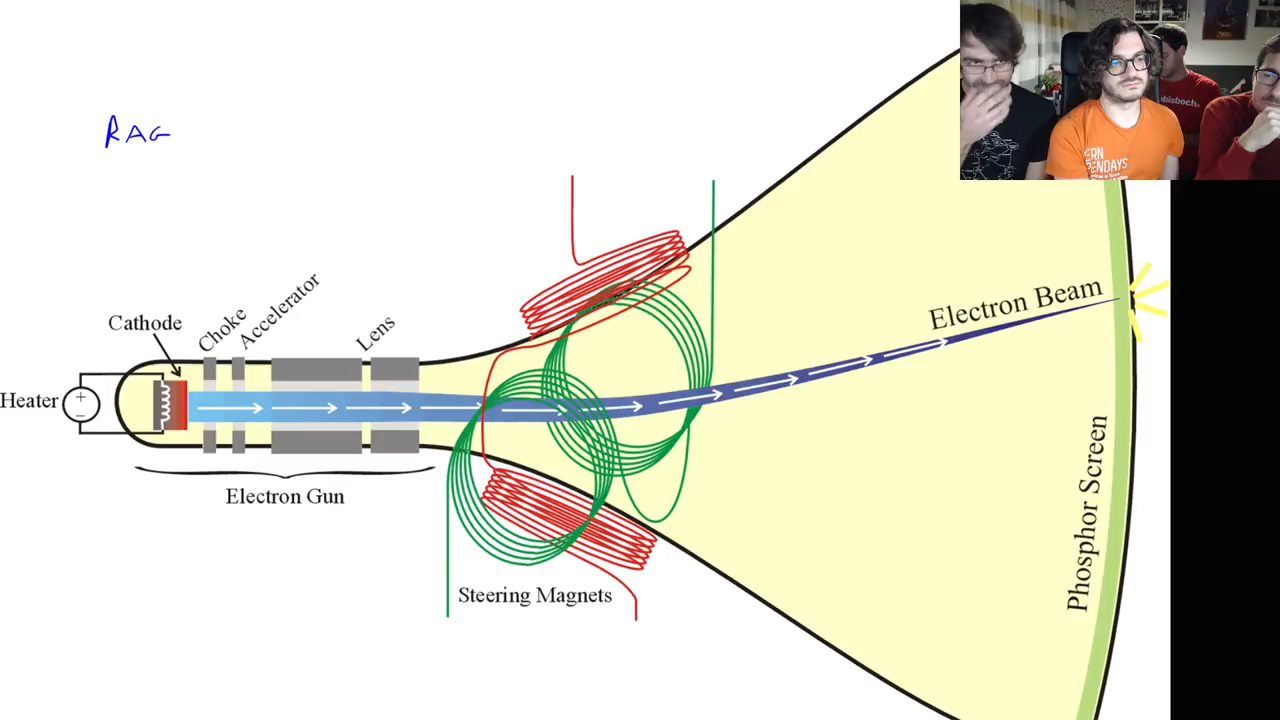 RAG
Cathode
Choke
Accelerator
Lens
Heater
+
−
Electron Gun
Steering Magnets
Electron Beam
Phosphor Screen